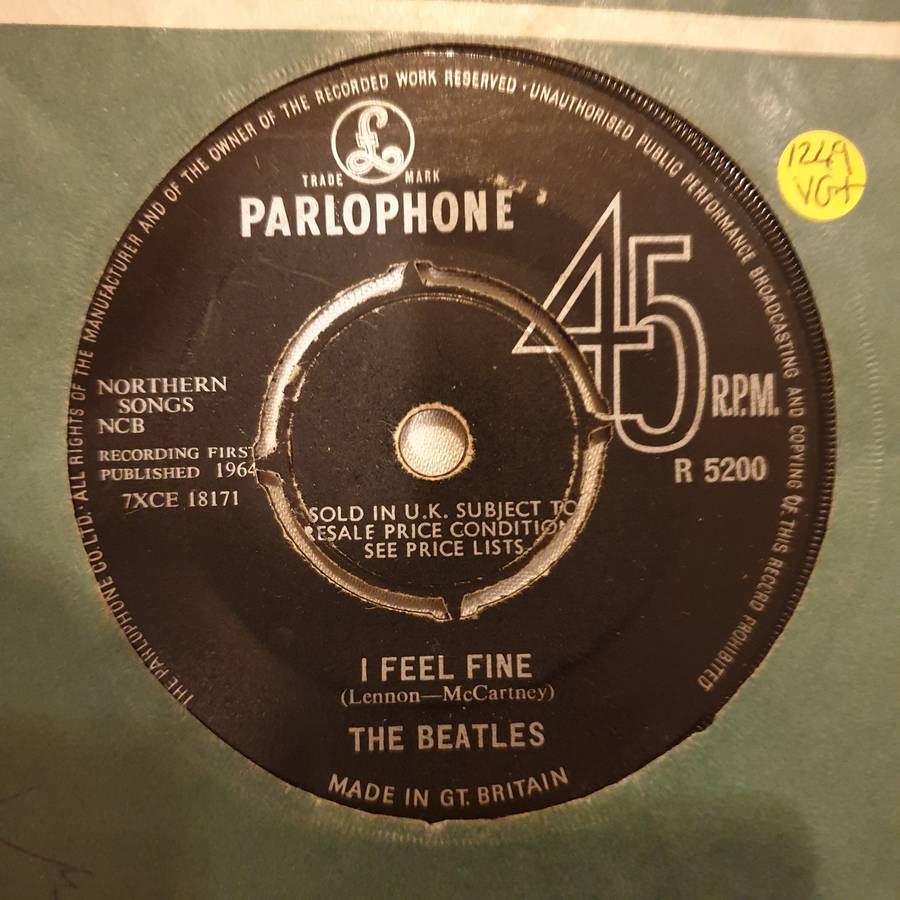 THE PARLOPHONE CO. LTD. · ALL RIGHTS OF THE MANUFACTURER AND OF THE OWNER OF THE RECORDED WORK RESERVED · UNAUTHORISED PUBLIC PERFORMANCE BROADCASTING AND COPYING OF THIS RECORD PROHIBITED
£
TRADE MARK
PARLOPHONE
45
R.P.M.
R 5200
NORTHERN
SONGS
NCB
RECORDING FIRST
PUBLISHED 1964
7XCE 18171
SOLD IN U.K. SUBJECT TO
RESALE PRICE CONDITION
SEE PRICE LISTS
I FEEL FINE
(Lennon—McCartney)
THE BEATLES
MADE IN GT. BRITAIN
1249
VG+